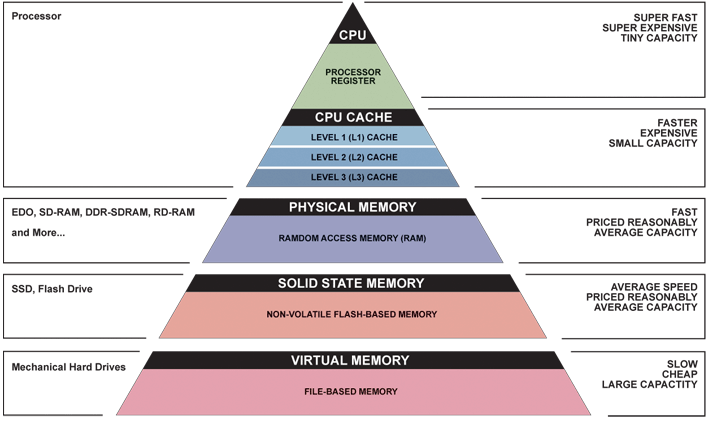 Processor
CPU
SUPER FAST
SUPER EXPENSIVE
TINY CAPACITY
PROCESSOR
REGISTER
CPU CACHE
FASTER
EXPENSIVE
SMALL CAPACITY
LEVEL 1 (L1) CACHE
LEVEL 2 (L2) CACHE
LEVEL 3 (L3) CACHE
EDO, SD-RAM, DDR-SDRAM, RD-RAM
and More...
PHYSICAL MEMORY
RAMDOM ACCESS MEMORY (RAM)
FAST
PRICED REASONABLY
AVERAGE CAPACITY
SSD, Flash Drive
SOLID STATE MEMORY
NON-VOLATILE FLASH-BASED MEMORY
AVERAGE SPEED
PRICED REASONABLY
AVERAGE CAPACITY
Mechanical Hard Drives
VIRTUAL MEMORY
FILE-BASED MEMORY
SLOW
CHEAP
LARGE CAPACTITY